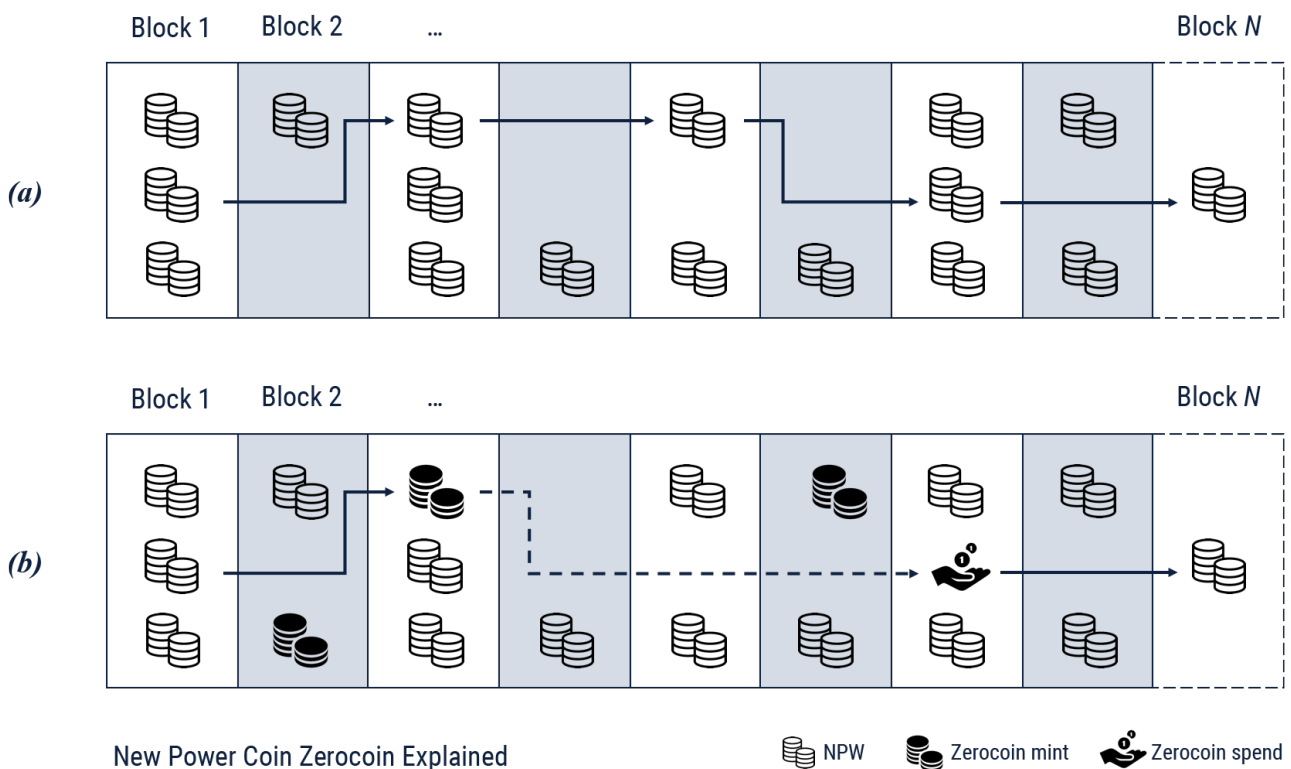 Block 1 Block 2 ... Block N
(a)
Block 1 Block 2 ... Block N
(b)
New Power Coin Zerocoin Explained
NPW Zerocoin mint Zerocoin spend